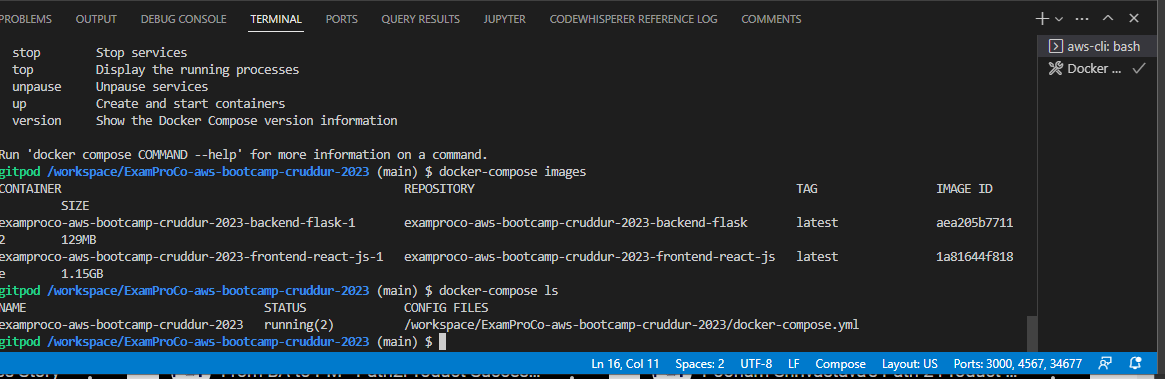 PROBLEMS OUTPUT DEBUG CONSOLE TERMINAL PORTS QUERY RESULTS JUPYTER CODEWHISPERER REFERENCE LOG COMMENTS
aws-cli: bash
Docker ...
stop Stop services
top Display the running processes
unpause Unpause services
up Create and start containers
version Show the Docker Compose version information
Run 'docker compose COMMAND --help' for more information on a command.
gitpod /workspace/ExamProCo-aws-bootcamp-cruddur-2023 (main) $ docker-compose images
CONTAINER REPOSITORY TAG IMAGE ID
SIZE
examproco-aws-bootcamp-cruddur-2023-backend-flask-1 examproco-aws-bootcamp-cruddur-2023-backend-flask latest aea205b7711
2 129MB
examproco-aws-bootcamp-cruddur-2023-frontend-react-js-1 examproco-aws-bootcamp-cruddur-2023-frontend-react-js latest 1a81644f818
e 1.15GB
gitpod /workspace/ExamProCo-aws-bootcamp-cruddur-2023 (main) $ docker-compose ls
NAME STATUS CONFIG FILES
examproco-aws-bootcamp-cruddur-2023 running(2) /workspace/ExamProCo-aws-bootcamp-cruddur-2023/docker-compose.yml
gitpod /workspace/ExamProCo-aws-bootcamp-cruddur-2023 (main) $
Ln 16, Col 11 Spaces: 2 UTF-8 LF Compose Layout: US Ports: 3000, 4567, 34677